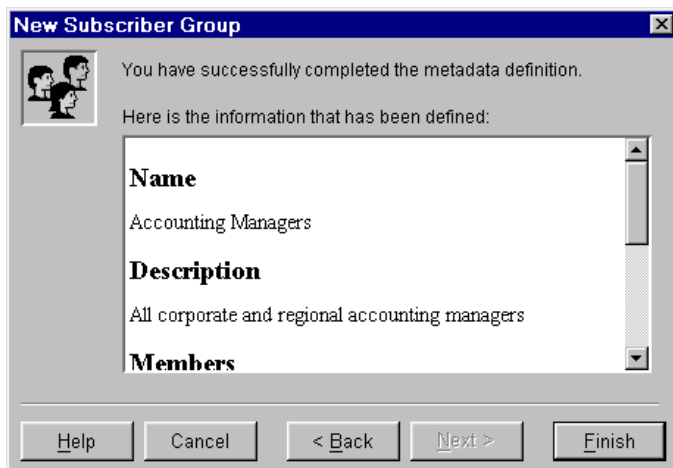 New Subscriber Group
You have successfully completed the metadata definition.
Here is the information that has been defined:
Name
Accounting Managers
Description
All corporate and regional accounting managers
Members
Help Cancel < Back Next > Finish